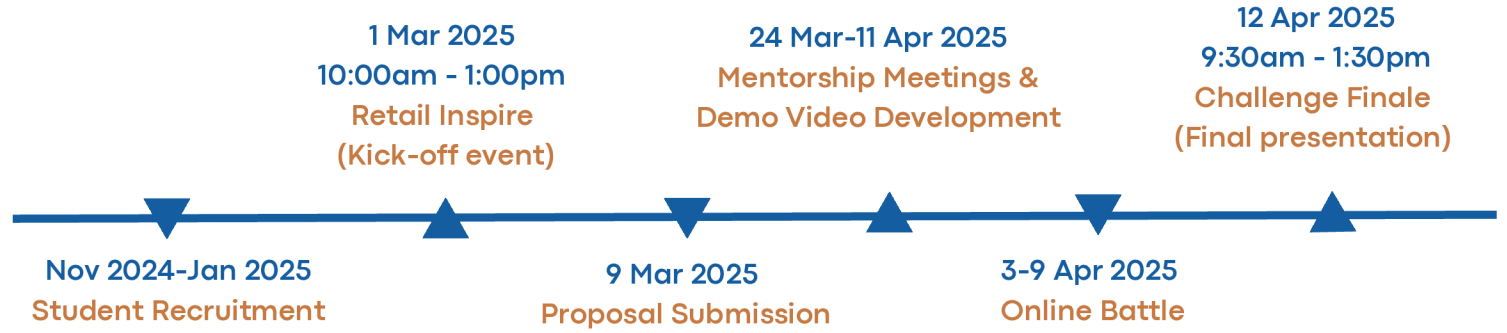 Nov 2024-Jan 2025
Student Recruitment
1 Mar 2025
10:00am - 1:00pm
Retail Inspire
(Kick-off event)
9 Mar 2025
Proposal Submission
24 Mar-11 Apr 2025
Mentorship Meetings &
Demo Video Development
3-9 Apr 2025
Online Battle
12 Apr 2025
9:30am - 1:30pm
Challenge Finale
(Final presentation)